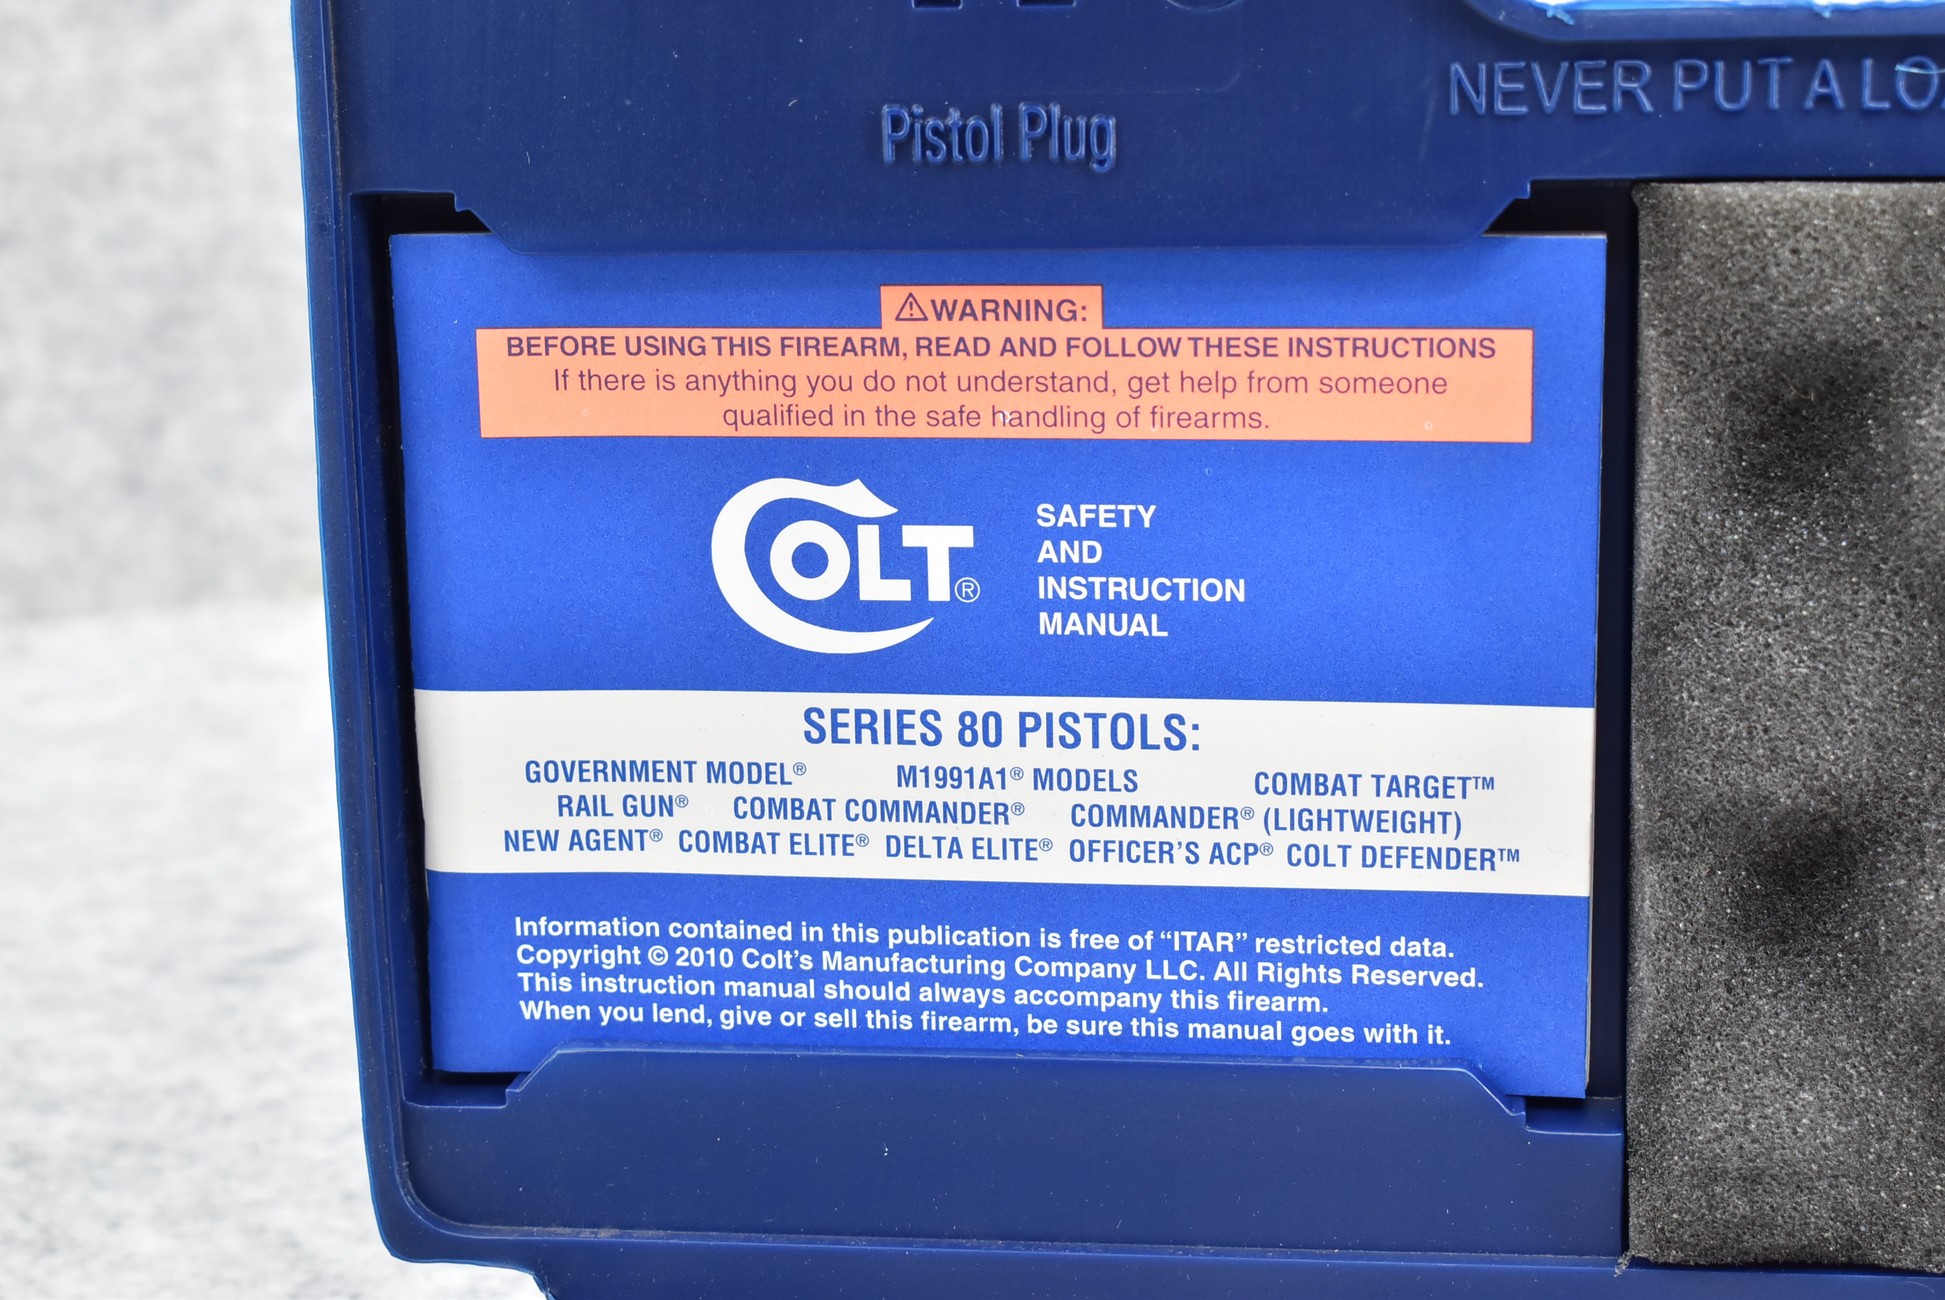 Pistol Plug
NEVER PUT A
⚠WARNING:
BEFORE USING THIS FIREARM, READ AND FOLLOW THESE INSTRUCTIONS
If there is anything you do not understand, get help from someone
qualified in the safe handling of firearms.
COLT®
SAFETY
AND
INSTRUCTION
MANUAL
SERIES 80 PISTOLS:
GOVERNMENT MODEL® M1991A1® MODELS COMBAT TARGET™
RAIL GUN® COMBAT COMMANDER® COMMANDER® (LIGHTWEIGHT)
NEW AGENT® COMBAT ELITE® DELTA ELITE® OFFICER'S ACP® COLT DEFENDER™
Information contained in this publication is free of “ITAR” restricted data.
Copyright © 2010 Colt's Manufacturing Company LLC. All Rights Reserved.
This instruction manual should always accompany this firearm.
When you lend, give or sell this firearm, be sure this manual goes with it.